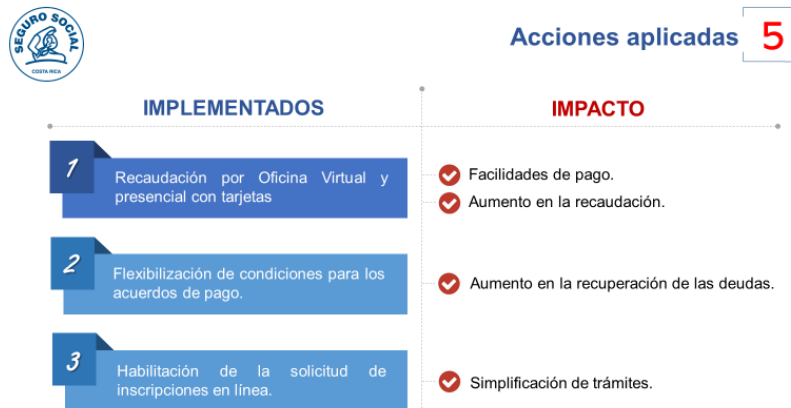 SEGURO SOCIAL
COSTA RICA
Acciones aplicadas 5
IMPLEMENTADOS
IMPACTO
1
Recaudación por Oficina Virtual y
presencial con tarjetas
Facilidades de pago.
Aumento en la recaudación.
2
Flexibilización de condiciones para los
acuerdos de pago.
Aumento en la recuperación de las deudas.
3
Habilitación de la solicitud de
inscripciones en línea.
Simplificación de trámites.